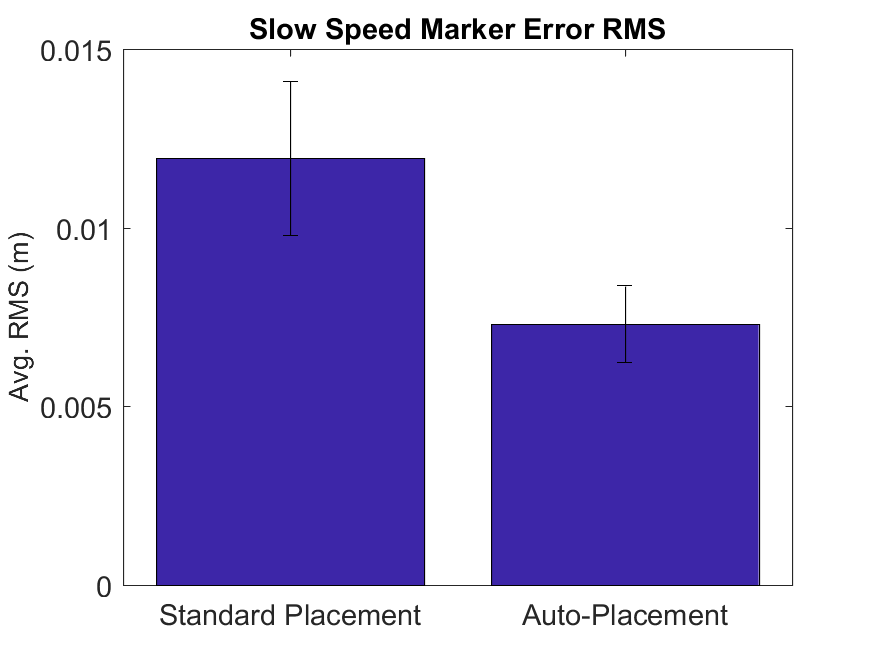 Slow Speed Marker Error RMS
0.015
0.01
0.005
0
Avg. RMS (m)
Standard Placement
Auto-Placement